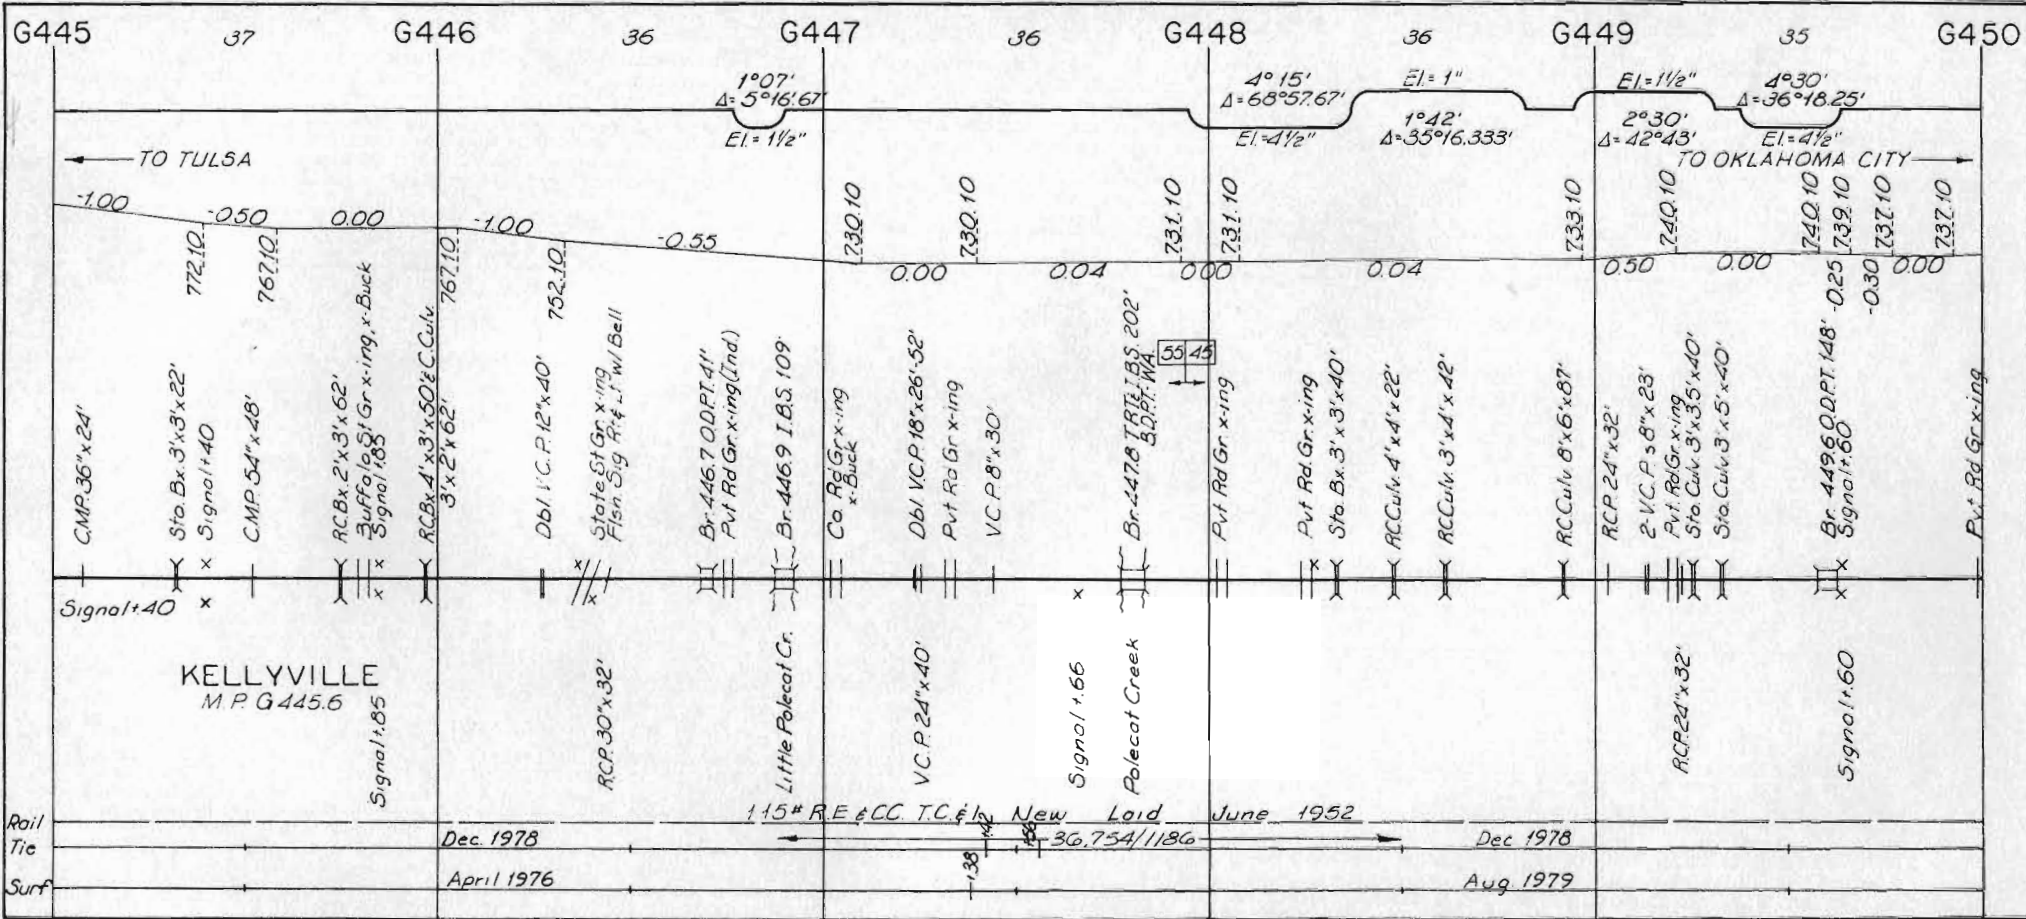 G445 37 G446 36 G447 36 G448 36 G449 35 G450
1°07'
Δ=5°16.67'
El.=1½"
4°15'
Δ=68°57.67'
El.=4½"
El.=1"
1°42'
Δ=35°16.333'
El.=1½"
2°30'
Δ=42°43'
4°30'
Δ=36°18.25'
El.=4½"
TO TULSA
TO OKLAHOMA CITY
-1.00 -0.50 0.00 -1.00 -0.55 0.00 0.04 0.00 0.04 0.50 0.00 -0.25 -0.30 0.00
772.10 767.10 767.10 752.10 730.10 730.10 731.10 731.10 733.10 740.10 740.10 739.10 737.10 737.10
C.M.P. 36"x24'
Sto. Bx. 3'x3'x22'
Signal+.40
C.M.P. 54"x48'
R.C.Bx. 2'x3'x62'
Buffalo St Gr x-ing, x-Buck
Signal+.85
R.C.Bx 4'x3'x50' & C.Culv.
3'x2'x62'
Dbl. V.C.P. 12"x40'
State St Gr. x-ing
Flsh. Sig Rt & Lt w/ Bell
Br. 446.7 O.D.P.T. 41'
Pvt Rd Gr. x-ing (Ind.)
Br. 446.9 I.B.S. 109'
Co. Rd Gr. x-ing
x-Buck
Dbl. V.C.P. 18"x26'-52'
Pvt Rd Gr. x-ing
V.C.P. 8"x30'
Br. 447.8 T.R.T. I.B.S. 202'
B.D.P.T. W.A.
55 45
Pvt Rd Gr. x-ing
Pvt Rd. Gr. x-ing
Sto. Bx. 3'x3'x40'
R.C.Culv. 4'x4'x22'
R.C.Culv. 3'x4'x42'
R.C.Culv. 8'x6'x87'
R.C.P. 24"x32'
2-V.C.P.'s 8"x23'
Pvt. Rd Gr. x-ing
Sto Culv. 3'x3.5'x40'
Sto. Culv. 3'x5'x40'
Br. 449.6 O.D.P.T. 148'
Signal+.60
Pvt Rd Gr x-ing
Signal+.40
KELLYVILLE
M.P. G 445.6
Signal+.85
R.C.P. 30"x32'
Little Polecat Cr.
V.C.P. 24"x40'
Signal+.66
Polecat Creek
R.C.P. 24"x32'
Signal+.60
Rail 115# R.E & CC. T.C. & k New Laid June 1952
Tie Dec. 1978 +.42 +.56 36.754/1186 Dec 1978
Surf April 1976 +.38 Aug. 1979